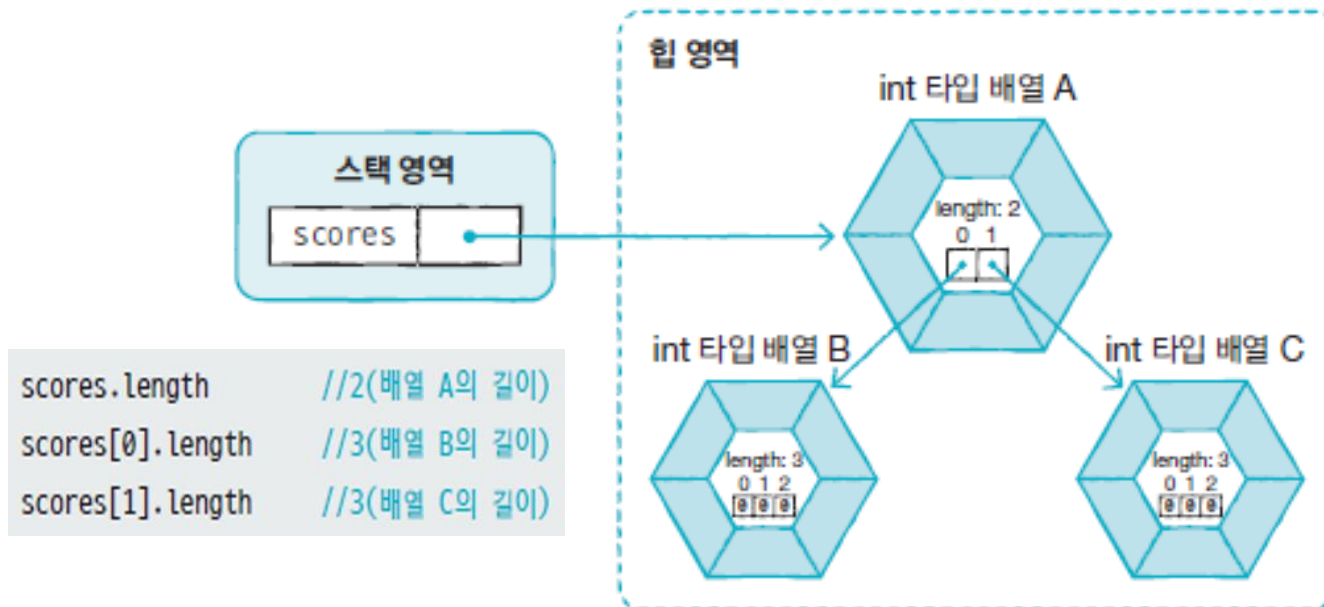 힙 영역
int 타입 배열 A
스택 영역
scores
length: 2
0 1
int 타입 배열 B
int 타입 배열 C
scores.length //2(배열 A의 길이)
scores[0].length //3(배열 B의 길이)
scores[1].length //3(배열 C의 길이)
length: 3
0 1 2
0 0 0
length: 3
0 1 2
0 0 0